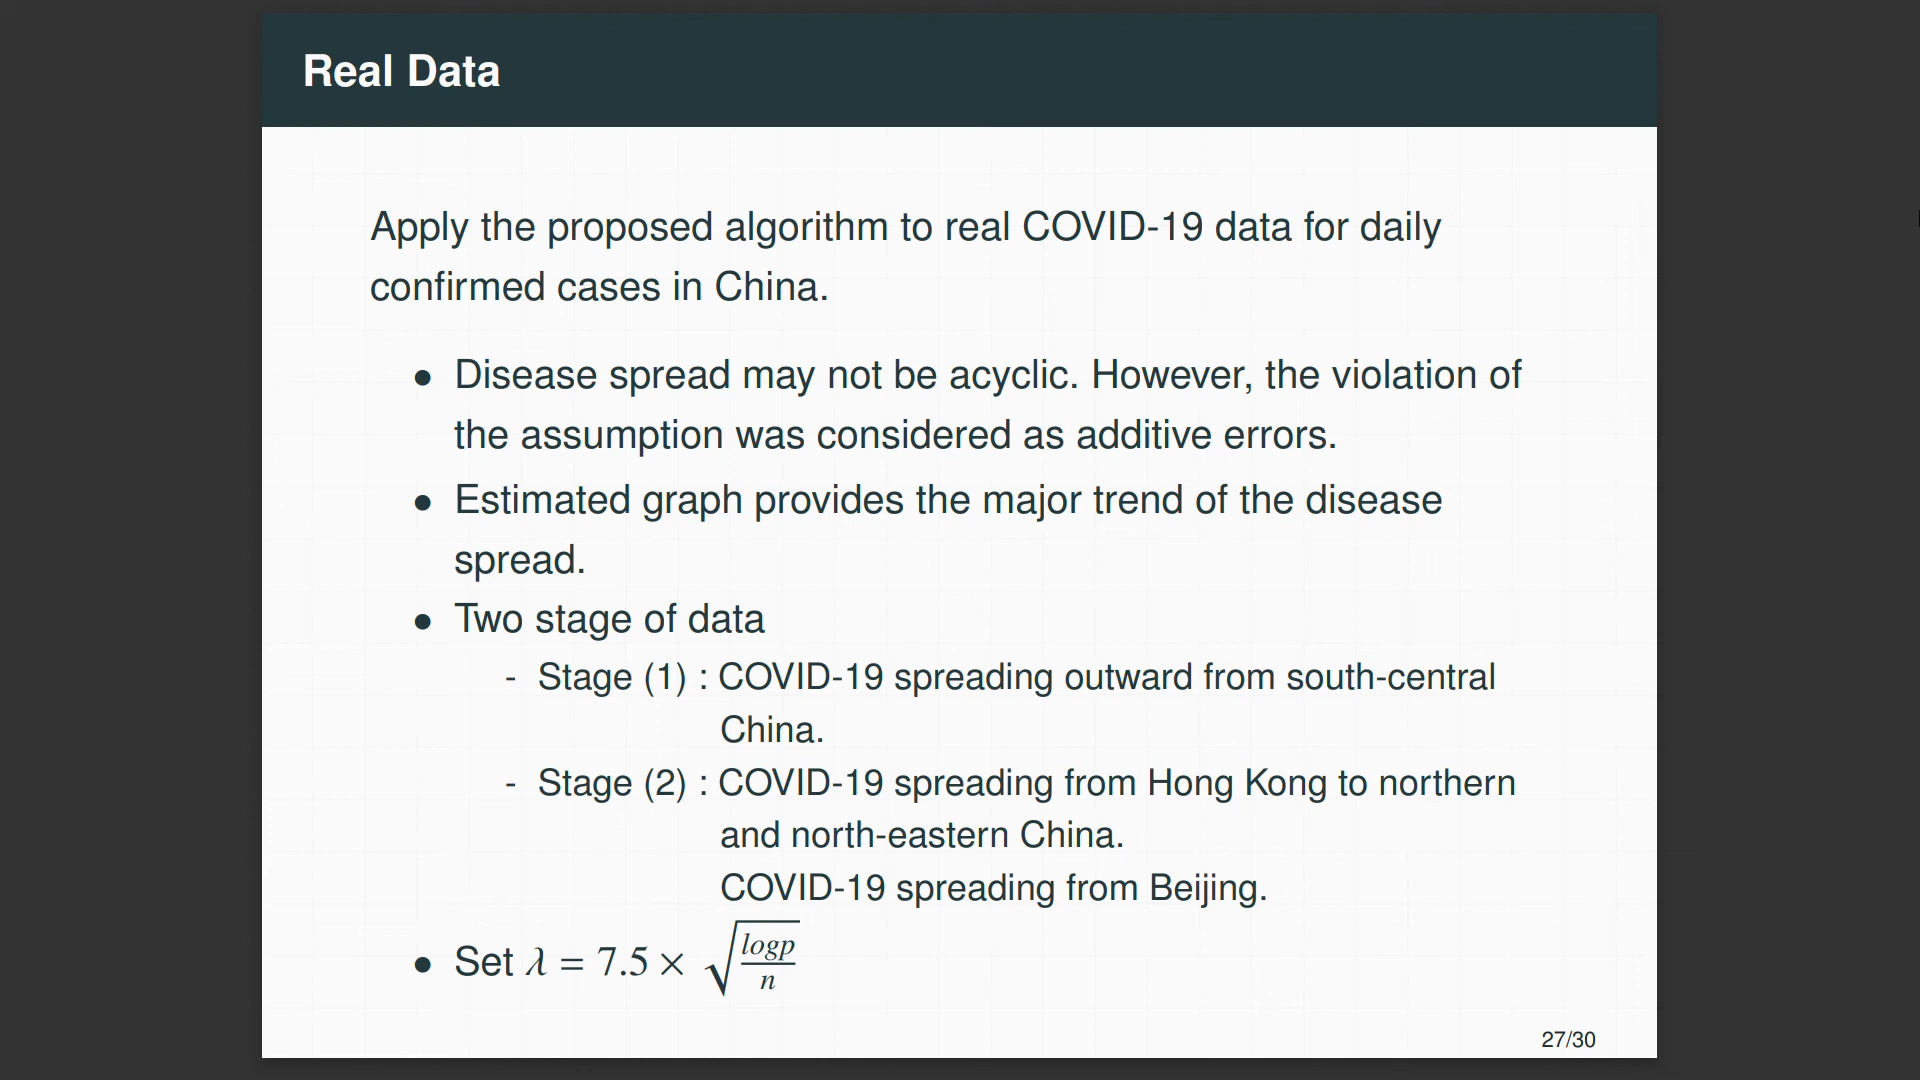 Real Data
Apply the proposed algorithm to real COVID-19 data for daily
confirmed cases in China.
● Disease spread may not be acyclic. However, the violation of
the assumption was considered as additive errors.
● Estimated graph provides the major trend of the disease
spread.
● Two stage of data
- Stage (1) : COVID-19 spreading outward from south-central
China.
- Stage (2) : COVID-19 spreading from Hong Kong to northern
and north-eastern China.
COVID-19 spreading from Beijing.
● Set λ = 7.5 × √(logp/n)
27/30